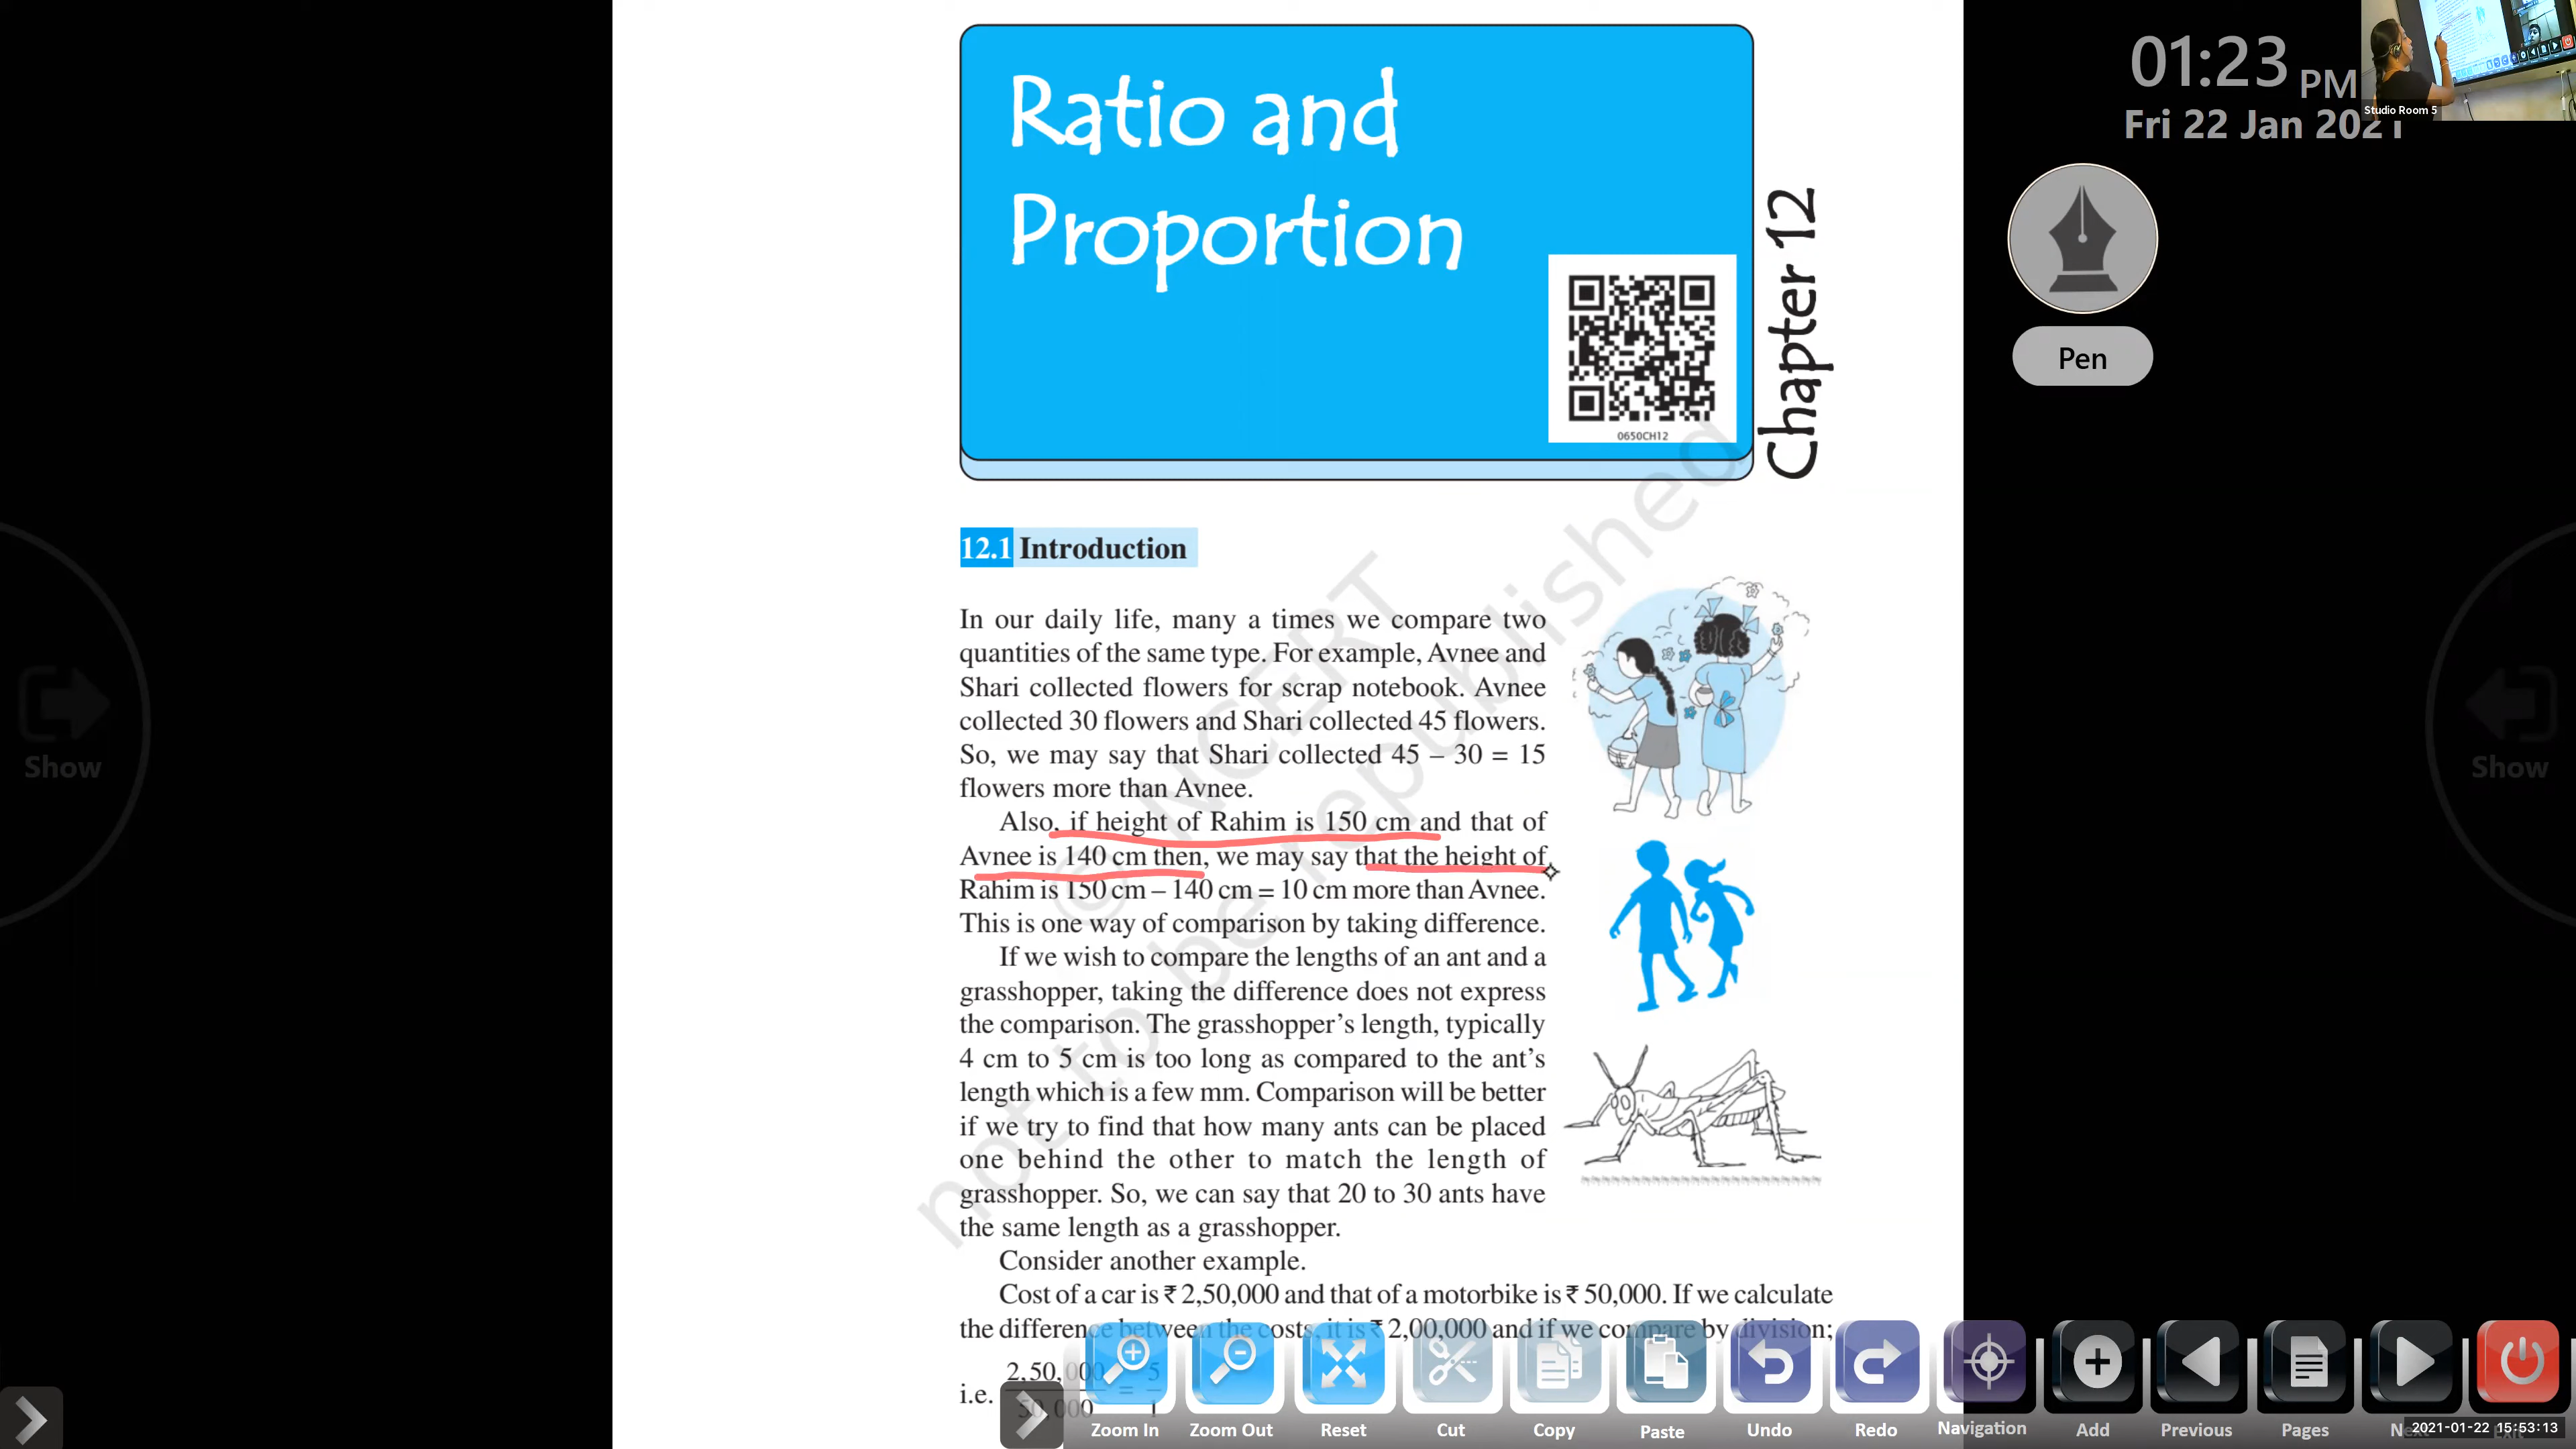 Ratio and
Proportion
Chapter 12
0650CH12
12.1 Introduction
In our daily life, many a times we compare two
quantities of the same type. For example, Avnee and
Shari collected flowers for scrap notebook. Avnee
collected 30 flowers and Shari collected 45 flowers.
So, we may say that Shari collected 45 – 30 = 15
flowers more than Avnee.
Also, if height of Rahim is 150 cm and that of
Avnee is 140 cm then, we may say that the height of
Rahim is 150 cm – 140 cm = 10 cm more than Avnee.
This is one way of comparison by taking difference.
If we wish to compare the lengths of an ant and a
grasshopper, taking the difference does not express
the comparison. The grasshopper’s length, typically
4 cm to 5 cm is too long as compared to the ant’s
length which is a few mm. Comparison will be better
if we try to find that how many ants can be placed
one behind the other to match the length of
grasshopper. So, we can say that 20 to 30 ants have
the same length as a grasshopper.
Consider another example.
Cost of a car is ₹ 2,50,000 and that of a motorbike is ₹ 50,000. If we calculate
the difference between the costs, it is ₹ 2,00,000 and if we compare by division;
i.e. 2,50,000 / 50,000 = 5 / 1
© NCERT
not to be republished
01:23 PM
Fri 22 Jan 2021
Studio Room 5
Pen
Show
Show
Zoom In
Zoom Out
Reset
Cut
Copy
Paste
Undo
Redo
Navigation
Add
Previous
Pages
2021-01-22 15:53:13